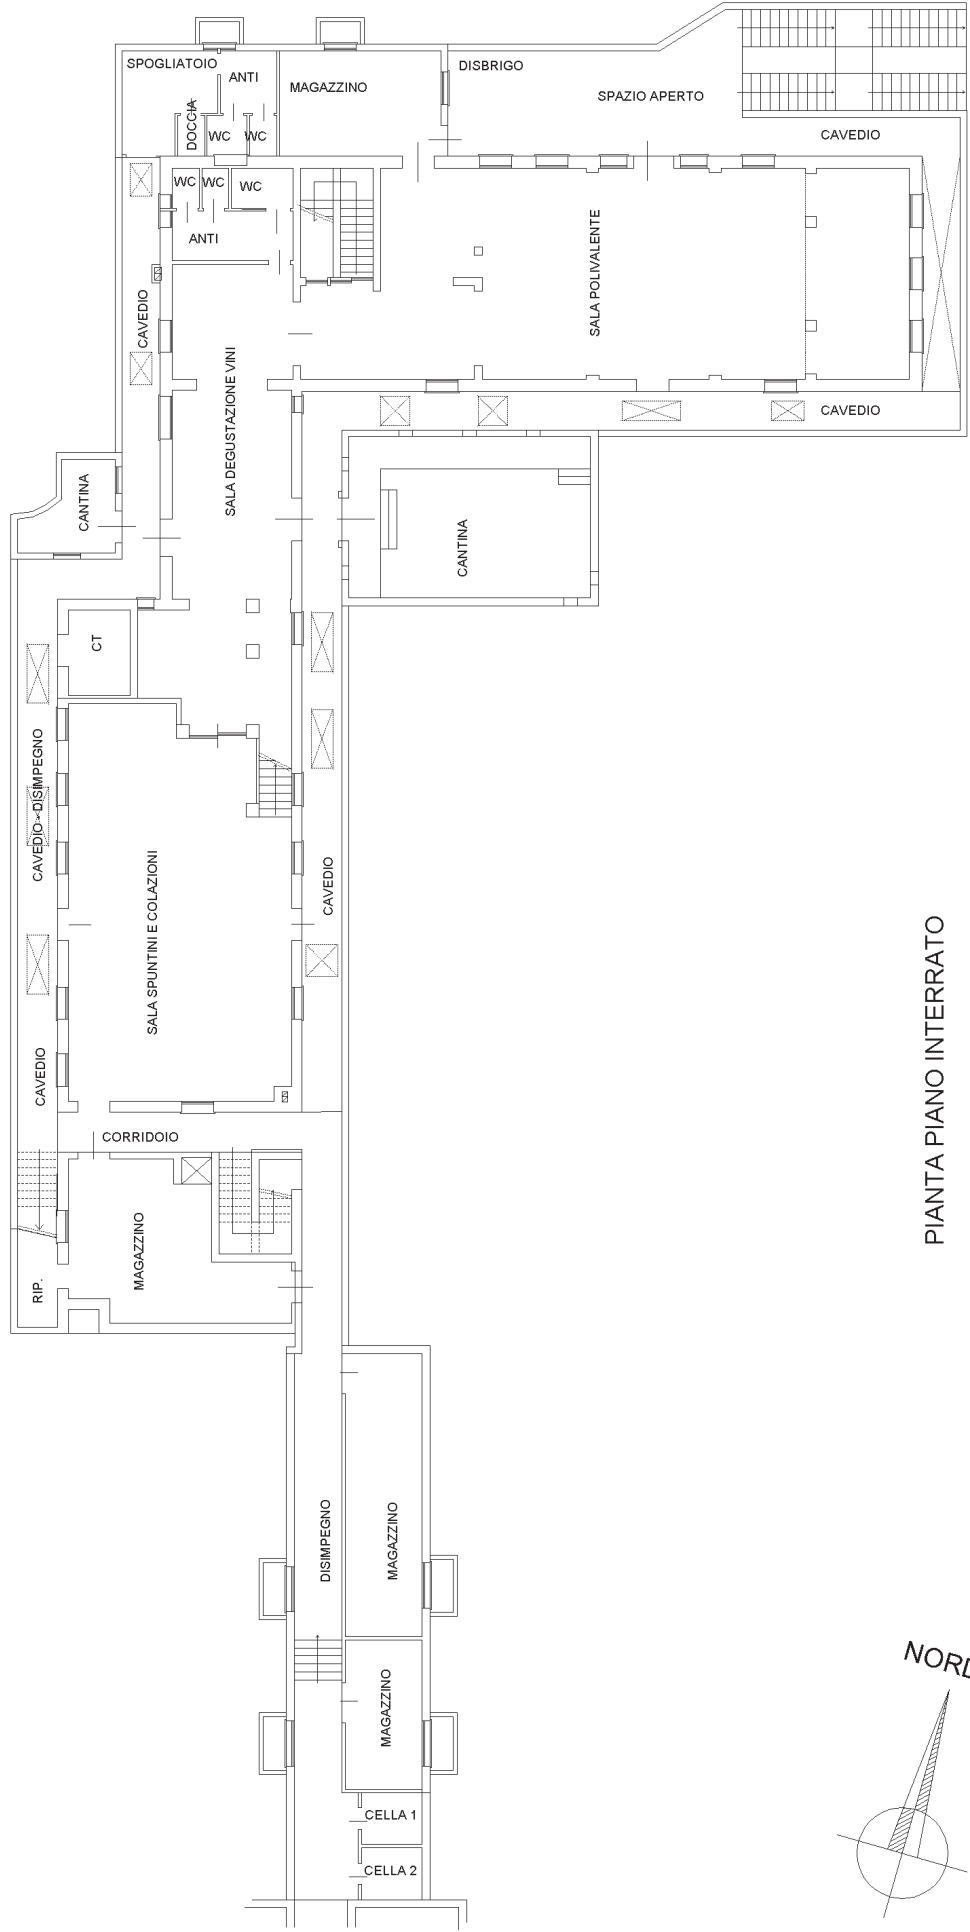 SPOGLIATOIO
ANTI
MAGAZZINO
DISBRIGO
SPAZIO APERTO
CAVEDIO
DOCCIA
WC
WC
WC
WC
WC
ANTI
CAVEDIO
SALA POLIVALENTE
SALA DEGUSTAZIONE VINI
CAVEDIO
CANTINA
CANTINA
CT
CAVEDIO - DISIMPEGNO
SALA SPUNTINI E COLAZIONI
CAVEDIO
CAVEDIO
PIANTA PIANO INTERRATO
CORRIDOIO
MAGAZZINO
RIP.
DISIMPEGNO
MAGAZZINO
MAGAZZINO
NORD
CELLA 1
CELLA 2